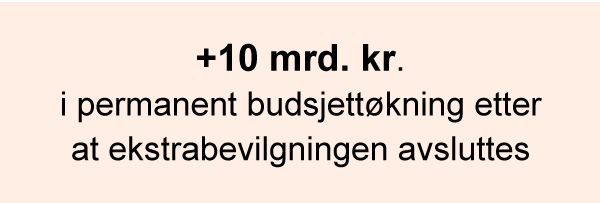 +10 mrd. kr.
i permanent budsjettøkning etter
at ekstrabevilgningen avsluttes